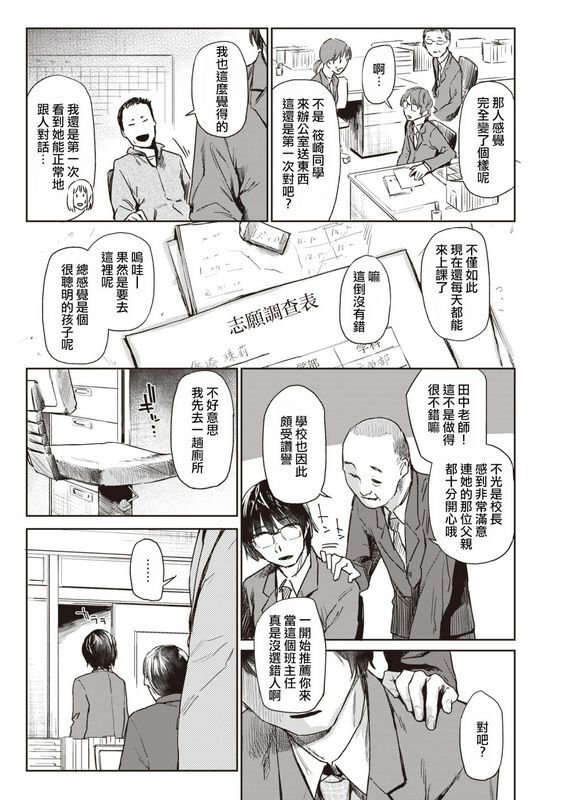 那人感覺
完全變了個樣呢
啊…
不是 筱崎同學
來辦公室送東西
這還是第一次對吧?
我也這麼覺得的
我還是第一次
看到她能正常地
跟人對話…
不僅如此
現在還每天都能
來上課了
嘛
這倒沒有錯
志願調查表
嗚哇—
果然是要去
這裡呢
總感覺是個
很聰明的孩子呢
田中老師!
這不是做得
很不錯嘛
不光是校長
感到非常滿意
連她的那位父親
都十分開心哦
學校也因此
頗受讚譽
一開始推薦你來
當這個班主任
真是沒選錯人啊
對吧?
不好意思
我先去一趟廁所
……